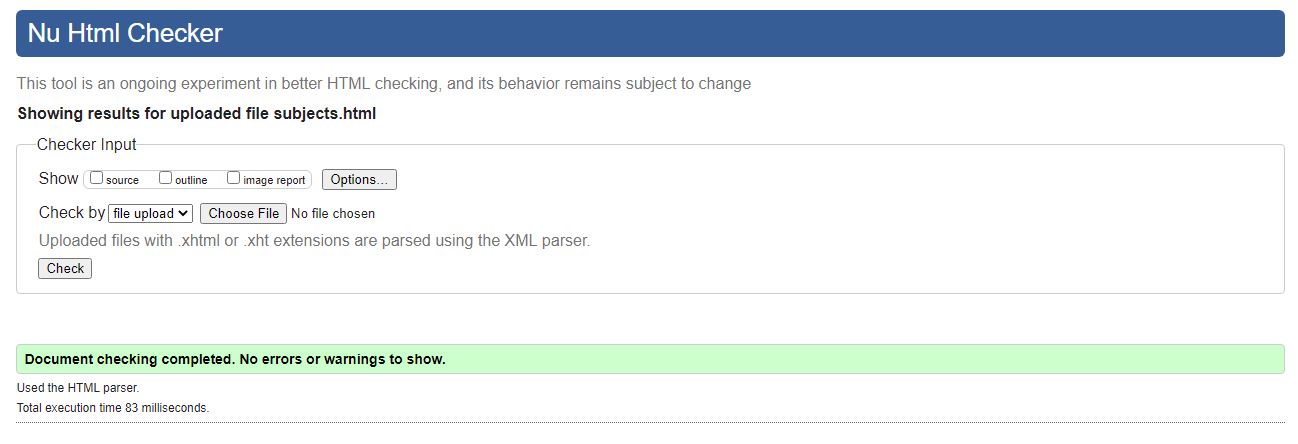 Nu Html Checker
This tool is an ongoing experiment in better HTML checking, and its behavior remains subject to change
Showing results for uploaded file subjects.html
Checker Input
Show source outline image report Options...
Check by file upload Choose File No file chosen
Uploaded files with .xhtml or .xht extensions are parsed using the XML parser.
Check
Document checking completed. No errors or warnings to show.
Used the HTML parser.
Total execution time 83 milliseconds.